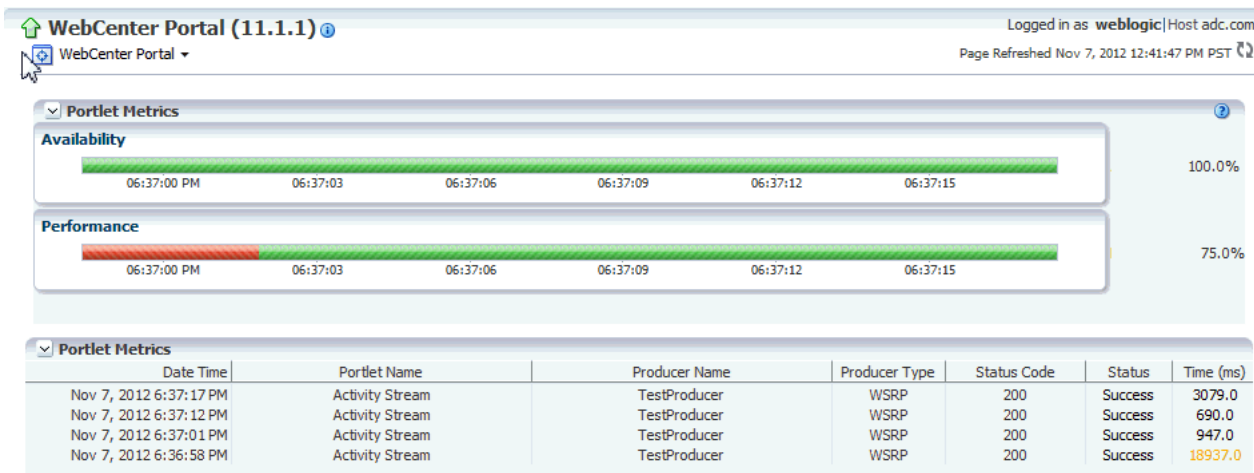 WebCenter Portal (11.1.1)
Logged in as weblogic|Host adc.com
WebCenter Portal
Page Refreshed Nov 7, 2012 12:41:47 PM PST
Portlet Metrics
Availability
100.0%
06:37:00 PM 06:37:03 06:37:06 06:37:09 06:37:12 06:37:15
Performance
75.0%
06:37:00 PM 06:37:03 06:37:06 06:37:09 06:37:12 06:37:15
Portlet Metrics
Date Time Portlet Name Producer Name Producer Type Status Code Status Time (ms)
Nov 7, 2012 6:37:17 PM Activity Stream TestProducer WSRP 200 Success 3079.0
Nov 7, 2012 6:37:12 PM Activity Stream TestProducer WSRP 200 Success 690.0
Nov 7, 2012 6:37:01 PM Activity Stream TestProducer WSRP 200 Success 947.0
Nov 7, 2012 6:36:58 PM Activity Stream TestProducer WSRP 200 Success 18937.0